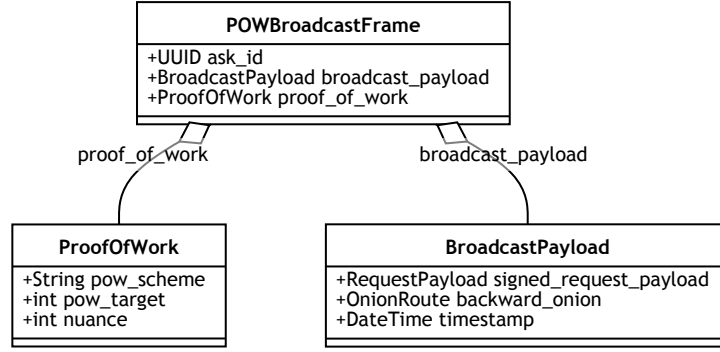 POWBroadcastFrame
+UUID ask_id
+BroadcastPayload broadcast_payload
+ProofOfWork proof_of_work
proof_of_work
broadcast_payload
ProofOfWork
+String pow_scheme
+int pow_target
+int nuance
BroadcastPayload
+RequestPayload signed_request_payload
+OnionRoute backward_onion
+DateTime timestamp